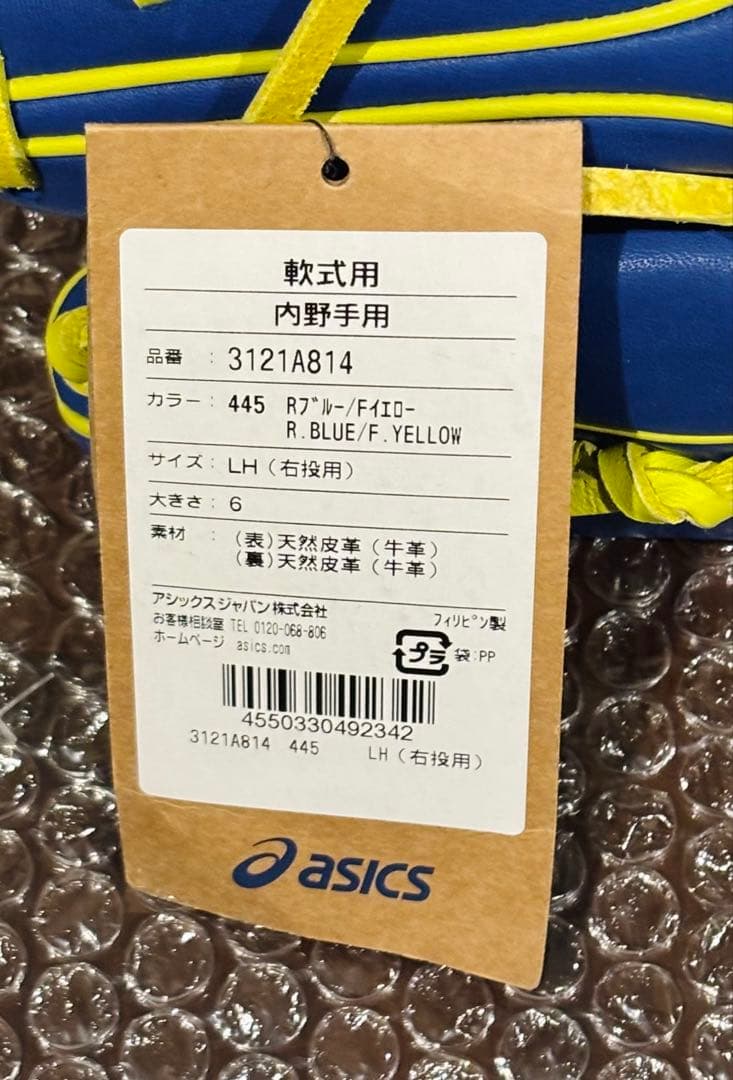 軟式用
内野手用
品番 : 3121A814
カラー : 445 Rブルー/Fイエロー
R.BLUE/F.YELLOW
サイズ : LH（右投用）
大きさ : 6
素材 : (表)天然皮革（牛革）
(裏)天然皮革（牛革）
アシックスジャパン株式会社
フィリピン製
お客様相談室 TEL 0120-068-806
ホームページ asics.com
プラ 袋:PP
4550330492342
3121A814 445 LH（右投用）
asics